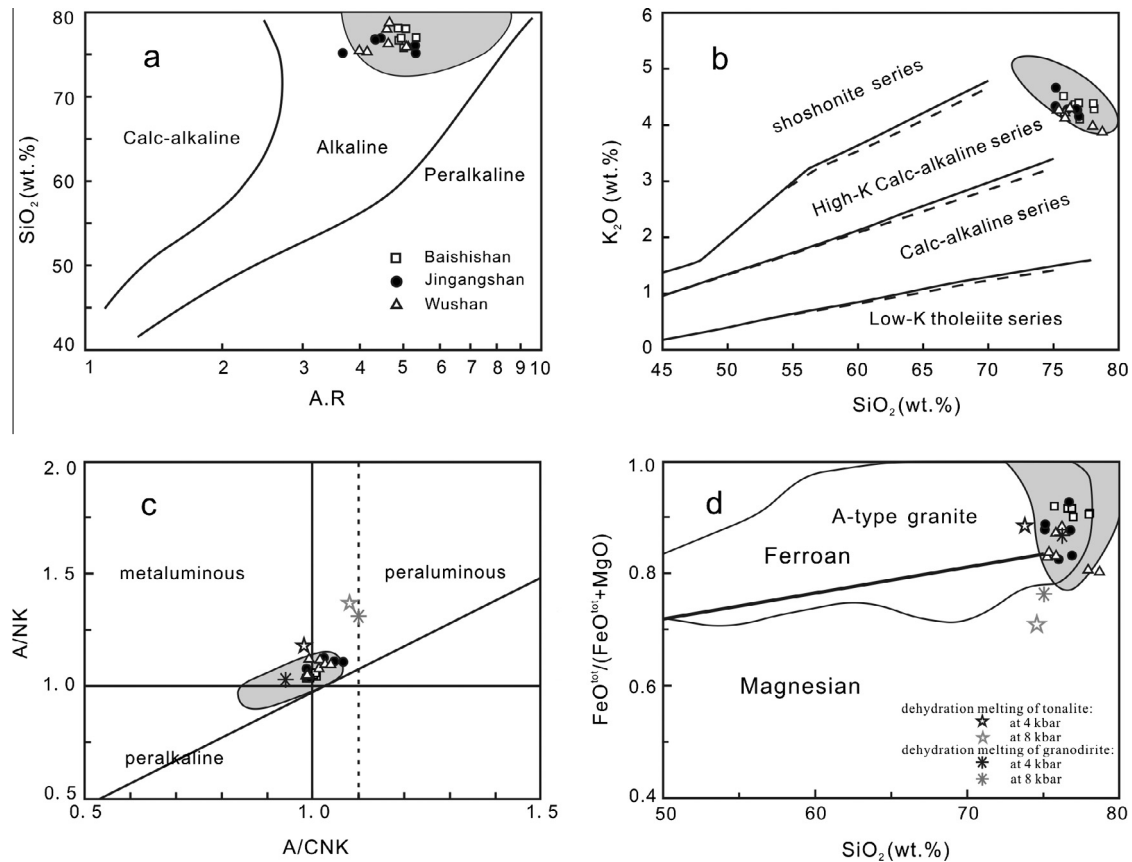 a
80
70
60
50
40
SiO2(wt.%)
Calc-alkaline
Alkaline
Peralkaline
Baishishan
Jingangshan
Wushan
1
2
3
4
5
6
7
8
9
10
A.R
b
6
5
4
3
2
1
0
K2O (wt.%)
shoshonite series
High-K Calc-alkaline series
Calc-alkaline series
Low-K tholeiite series
45
50
55
60
65
70
75
80
SiO2(wt.%)
c
2.0
1.5
1.0
0.5
A/NK
metaluminous
peraluminous
peralkaline
0.5
1.0
1.5
A/CNK
d
1.0
0.8
0.6
0.4
FeOtot/(FeOtot+MgO)
A-type granite
Ferroan
Magnesian
dehydration melting of tonalite:
at 4 kbar
at 8 kbar
dehydration melting of granodirite:
at 4 kbar
at 8 kbar
50
60
70
80
SiO2(wt.%)